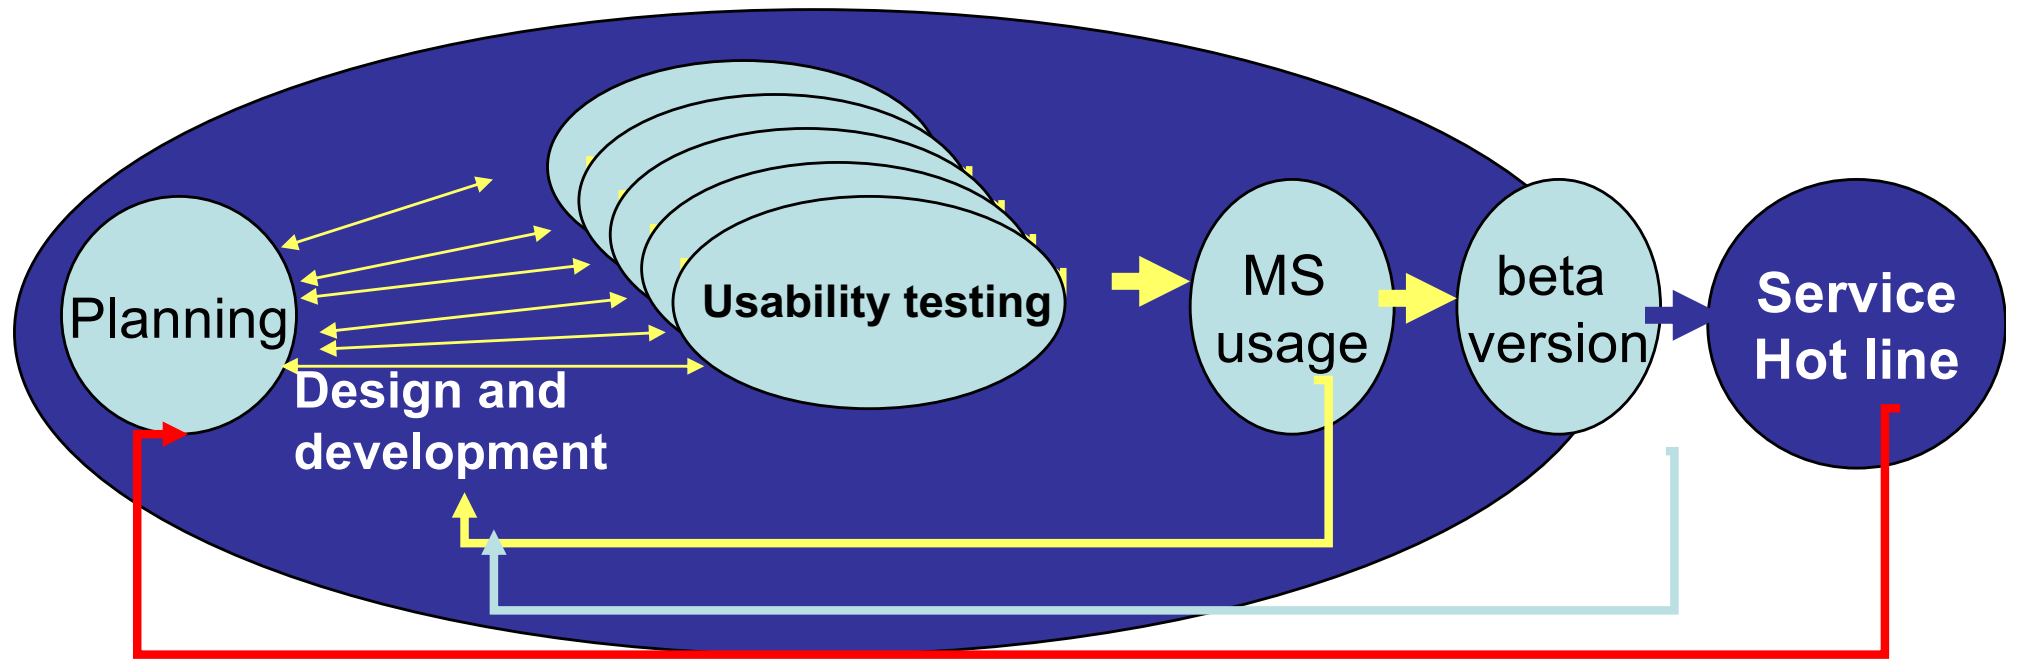 Planning
Design and
development
Usability testing
MS
usage
beta
version
Service
Hot line